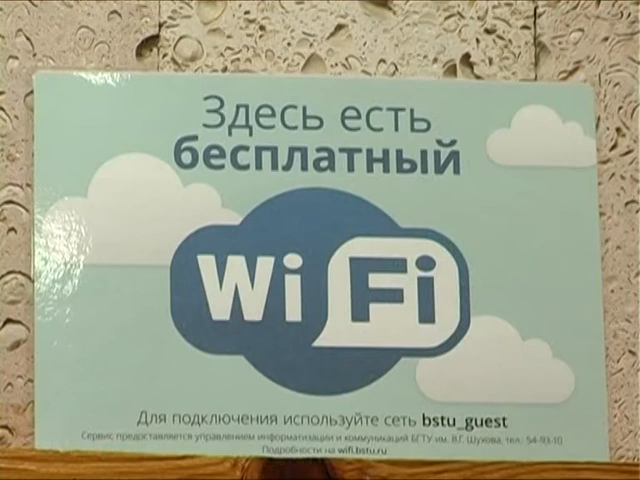 Здесь есть
бесплатный
Wi Fi
Для подключения используйте сеть bstu_guest
Сервис предоставляется управлением информатизации и коммуникаций БГТУ им. В.Г. Шухова, тел.: 54-93-10
Подробности на wifi.bstu.ru